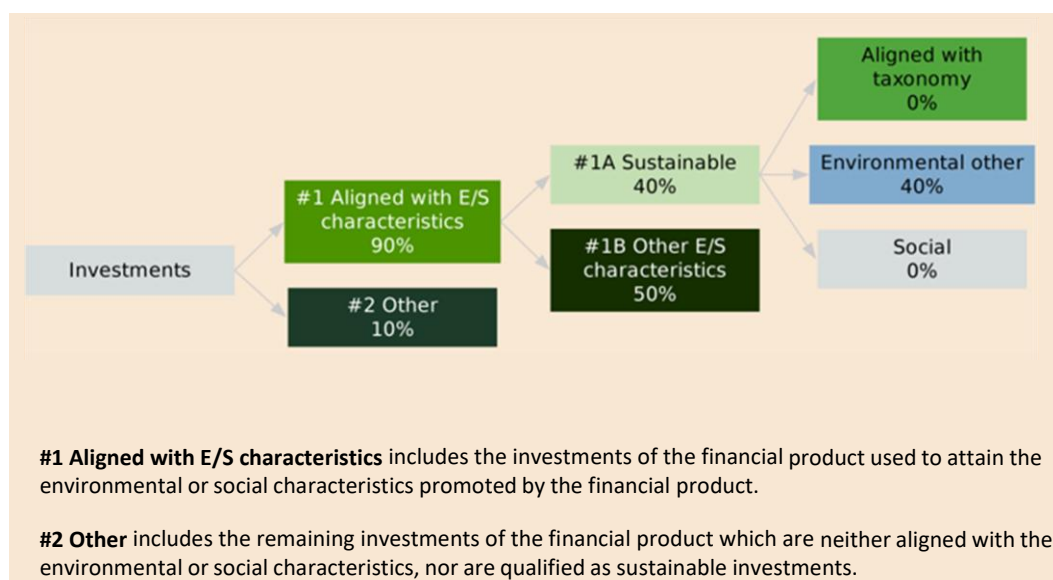 Aligned with
taxonomy
0%
#1A Sustainable
40%
Environmental other
40%
#1 Aligned with E/S
characteristics
90%
#1B Other E/S
characteristics
50%
Social
0%
Investments
#2 Other
10%
#1 Aligned with E/S characteristics includes the investments of the financial product used to attain the
environmental or social characteristics promoted by the financial product.
#2 Other includes the remaining investments of the financial product which are neither aligned with the
environmental or social characteristics, nor are qualified as sustainable investments.